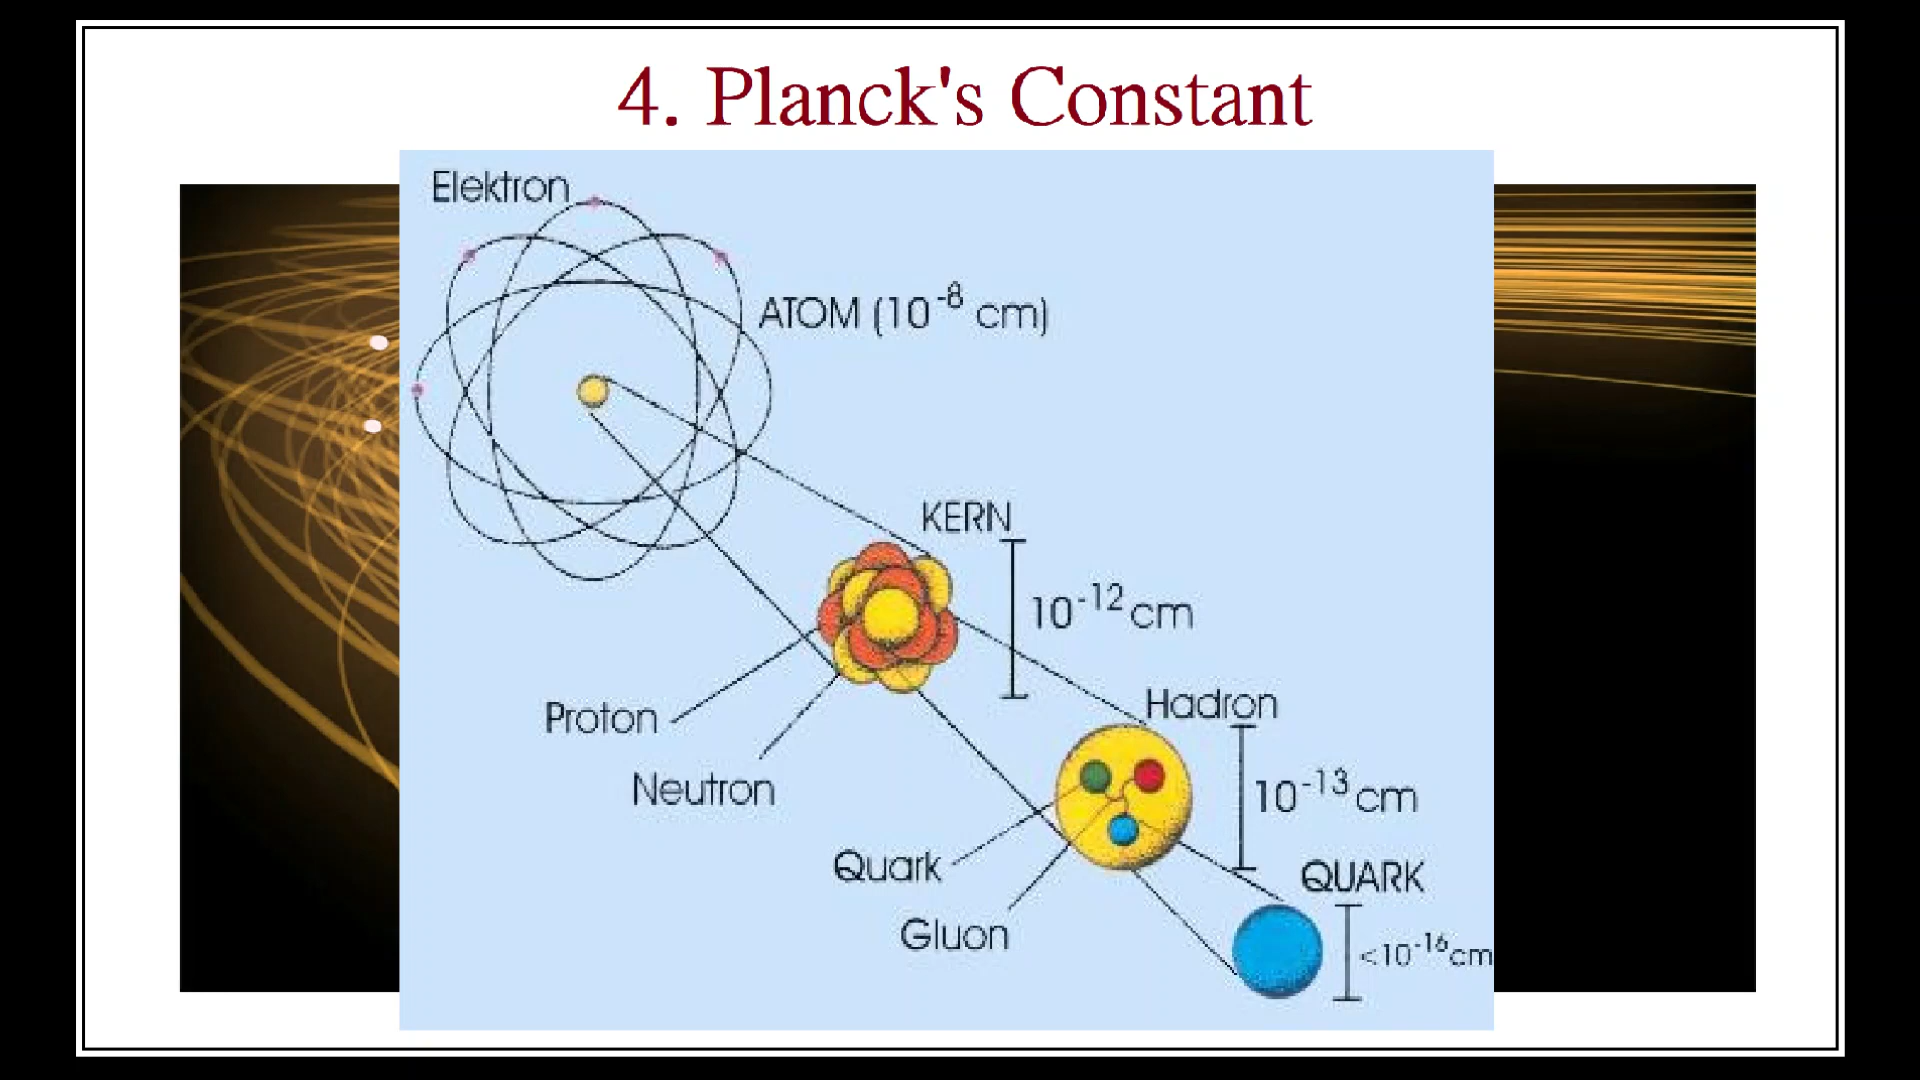 4. Planck's Constant
Elektron
ATOM (10⁻⁸ cm)
KERN
10⁻¹² cm
Proton
Hadron
Neutron
10⁻¹³ cm
Quark
QUARK
Gluon
<10⁻¹⁶ cm